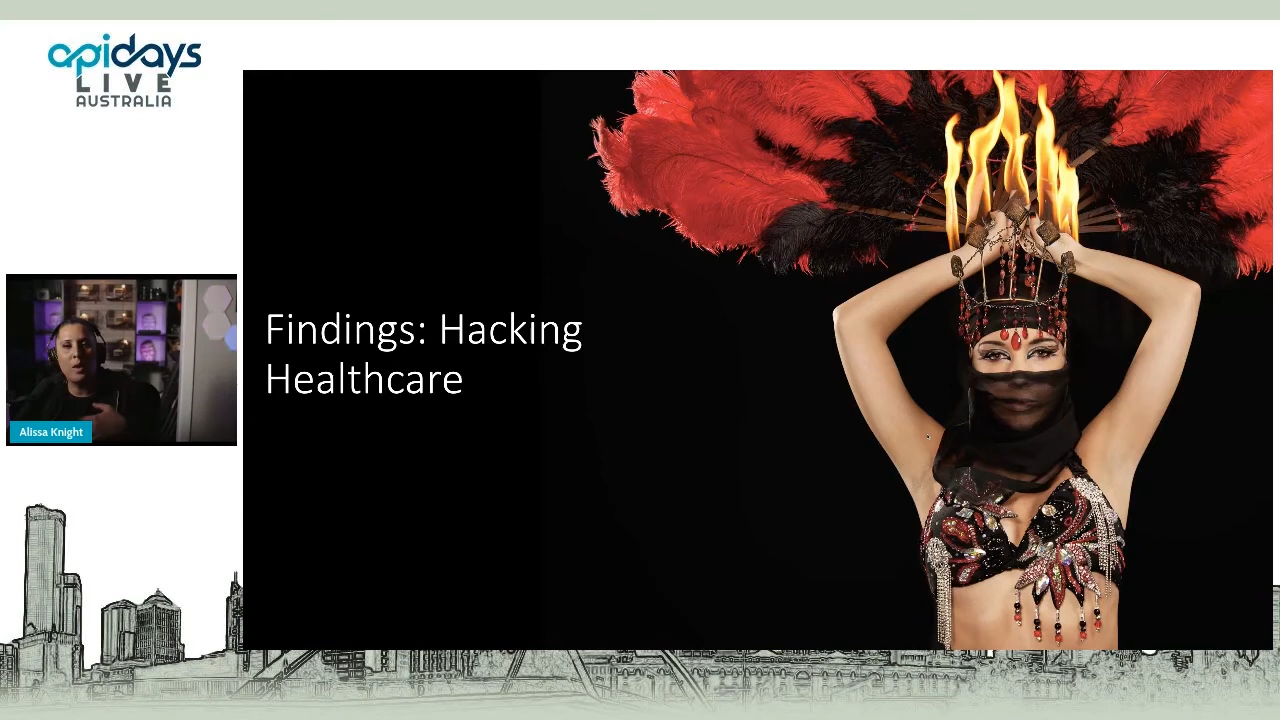 apidays
LIVE
AUSTRALIA
Findings: Hacking
Healthcare
Alissa Knight